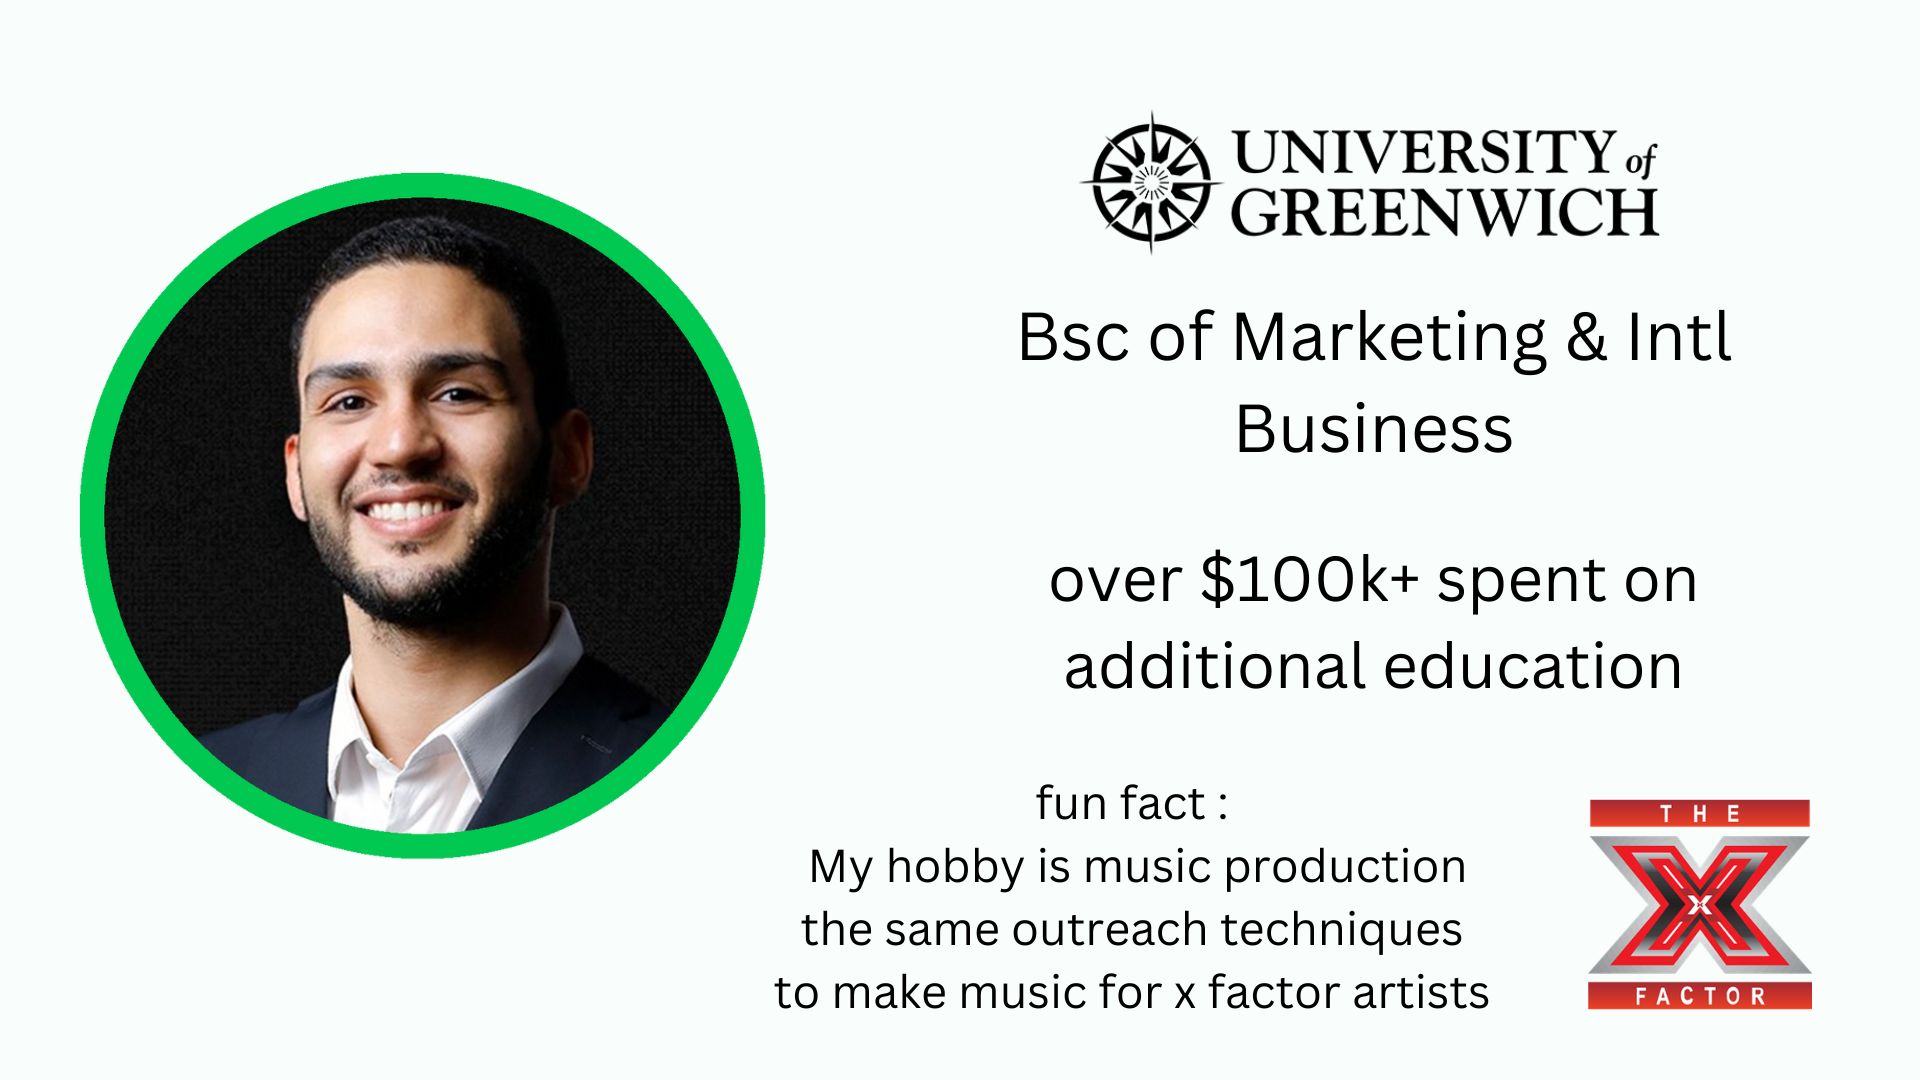 UNIVERSITY of
GREENWICH
Bsc of Marketing & Intl
Business
over $100k+ spent on
additional education
fun fact :
My hobby is music production
the same outreach techniques
to make music for x factor artists
THE
X
FACTOR